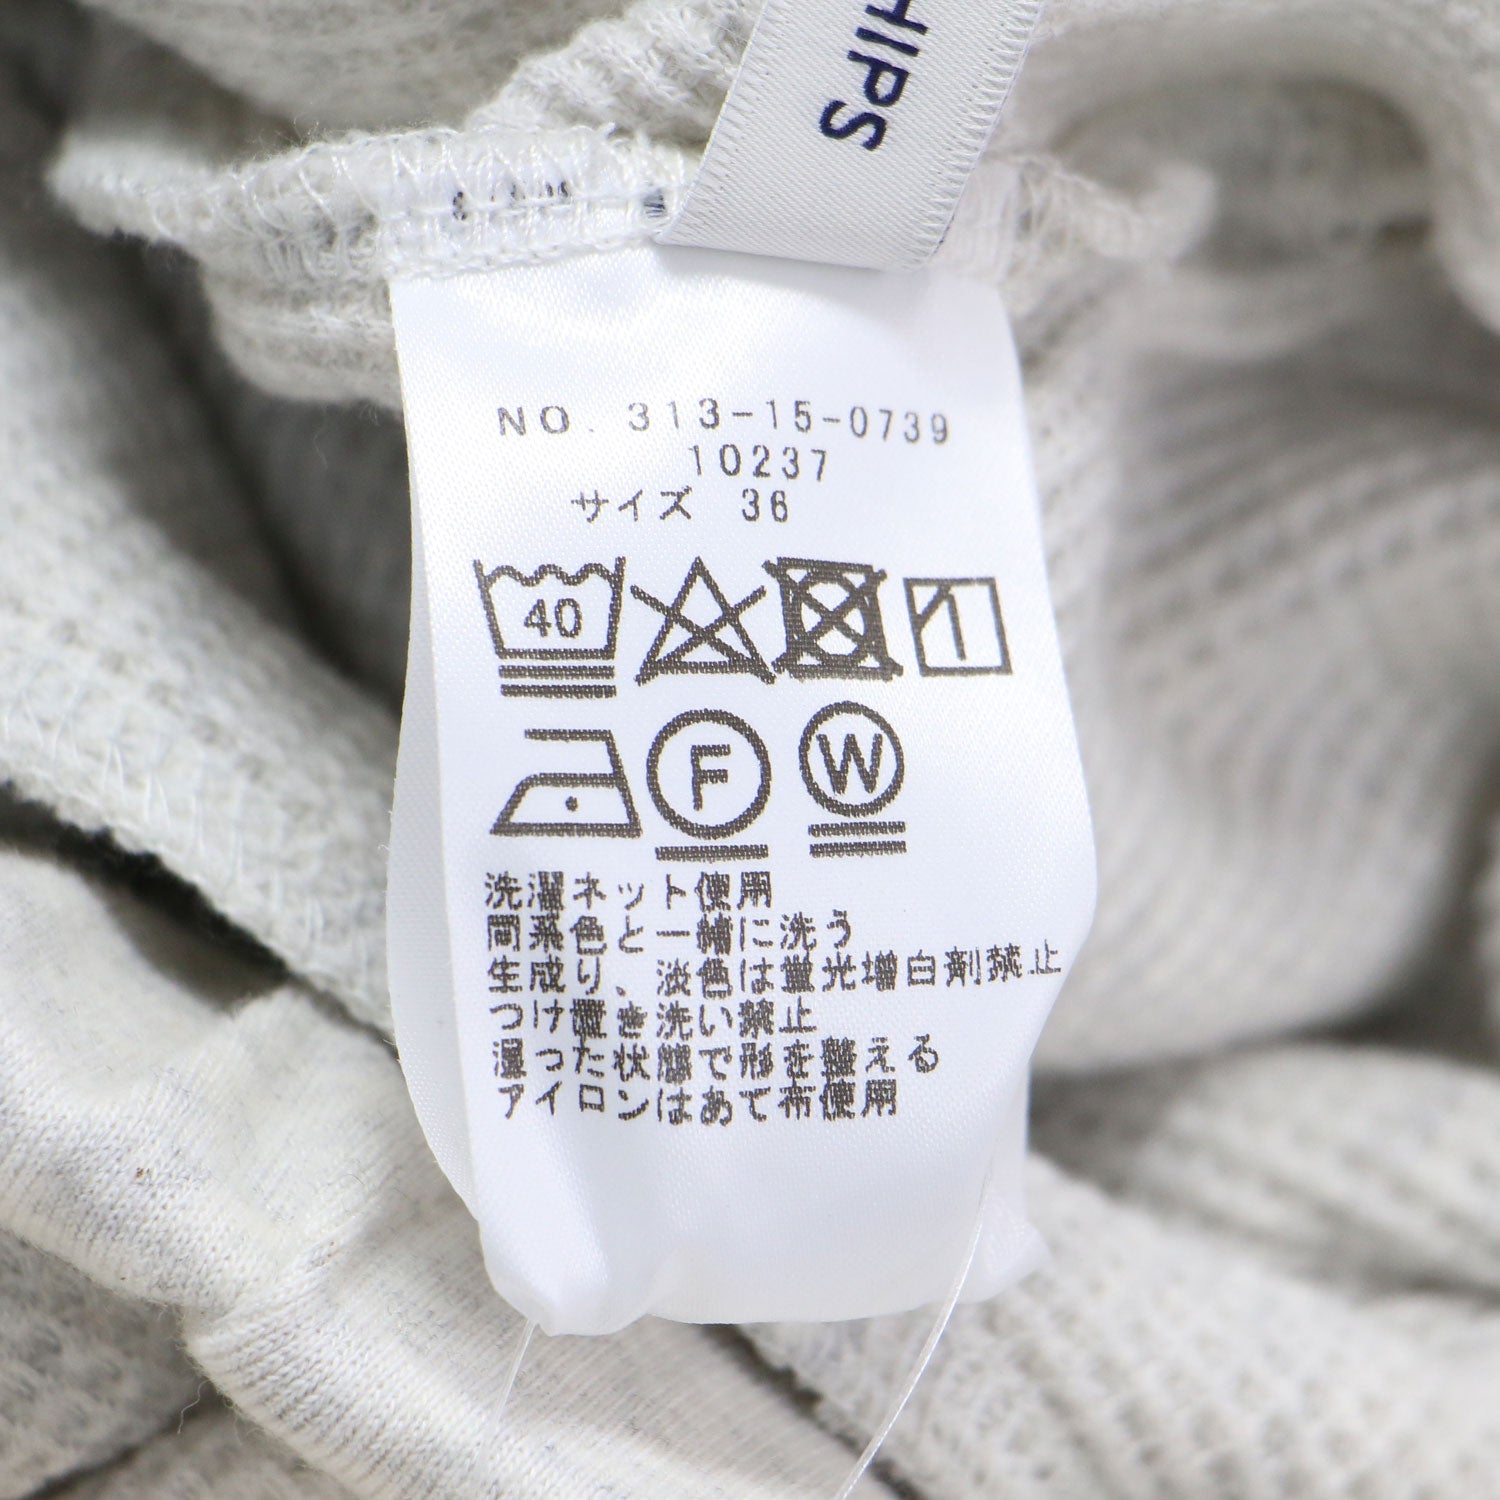 HIPS
NO. 313-15-0739
10237
サイズ 36
40
F
W
洗濯ネット使用
同系色と一緒に洗う
生成り、淡色は蛍光増白剤禁止
つけ置き洗い禁止
湿った状態で形を整える
アイロンはあて布使用